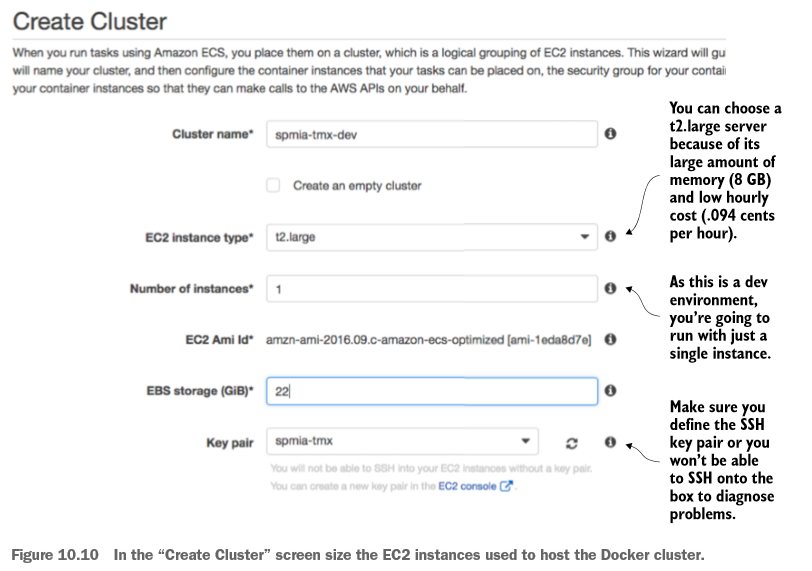 Create Cluster
When you run tasks using Amazon ECS, you place them on a cluster, which is a logical grouping of EC2 instances. This wizard will gu
will name your cluster, and then configure the container instances that your tasks can be placed on, the security group for your contai
your container instances so that they can make calls to the AWS APIs on your behalf.
Cluster name* spmia-tmx-dev
Create an empty cluster
EC2 instance type* t2.large
Number of instances* 1
EC2 Ami Id* amzn-ami-2016.09.c-amazon-ecs-optimized [ami-1eda8d7e]
EBS storage (GiB)* 22
Key pair spmia-tmx
You will not be able to SSH into your EC2 instances without a key pair.
You can create a new key pair in the EC2 console.
You can choose a
t2.large server
because of its
large amount of
memory (8 GB)
and low hourly
cost (.094 cents
per hour).
As this is a dev
environment,
you're going to
run with just a
single instance.
Make sure you
define the SSH
key pair or you
won't be able
to SSH onto the
box to diagnose
problems.
Figure 10.10 In the “Create Cluster” screen size the EC2 instances used to host the Docker cluster.